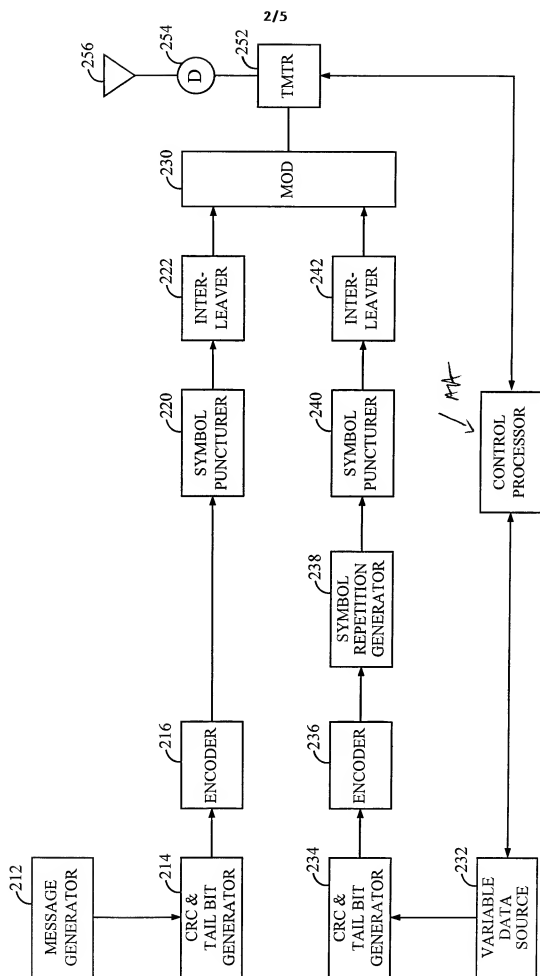 2/5
212
MESSAGE
GENERATOR
214
CRC &
TAIL BIT
GENERATOR
216
ENCODER
220
SYMBOL
PUNCTURER
222
INTER-
LEAVER
230
MOD
256
254
D
252
TMTR
234
CRC &
TAIL BIT
GENERATOR
236
ENCODER
238
SYMBOL
REPETITION
GENERATOR
240
SYMBOL
PUNCTURER
242
INTER-
LEAVER
232
VARIABLE
DATA
SOURCE
CONTROL
PROCESSOR